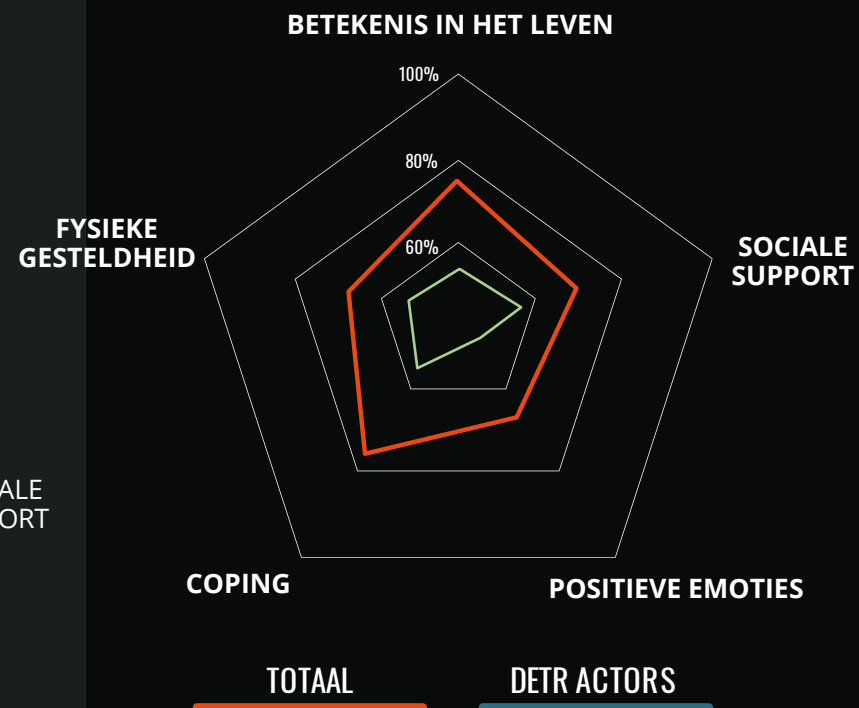 BETEKENIS IN HET LEVEN
100%
80%
60%
FYSIEKE
GESTELDHEID
SOCIALE
SUPPORT
ALE
ORT
COPING
POSITIEVE EMOTIES
TOTAAL
DETR ACTORS